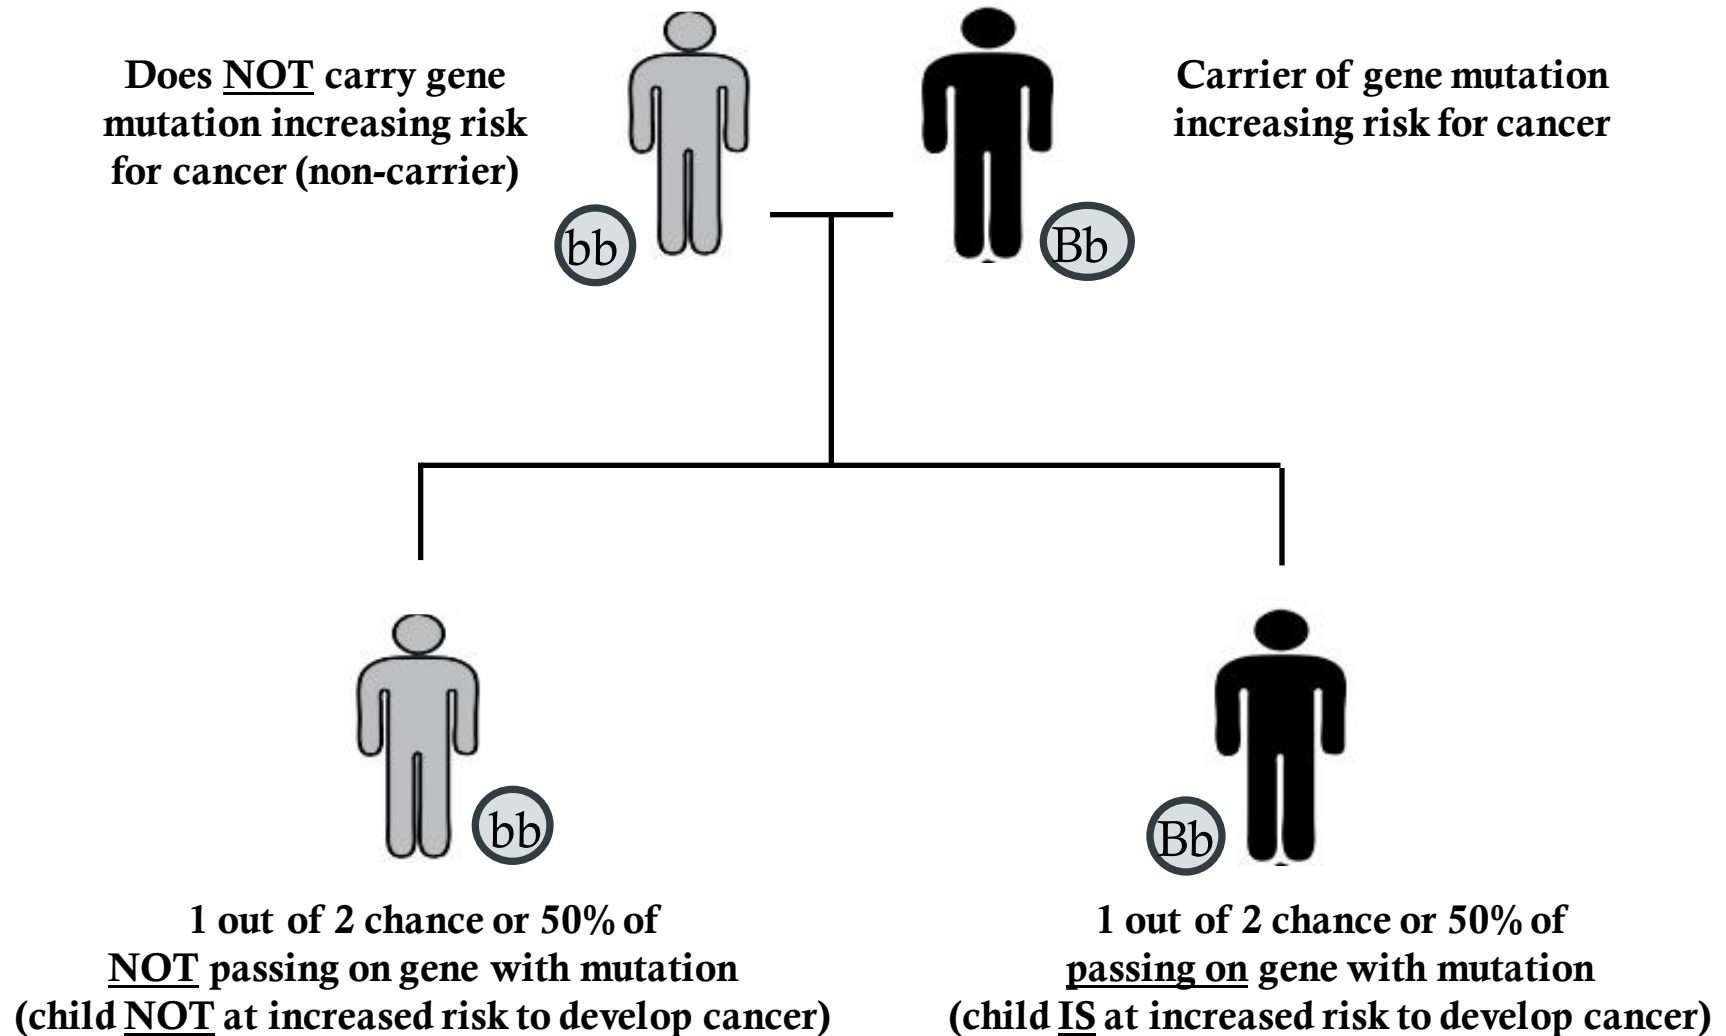 Does NOT carry gene
mutation increasing risk
for cancer (non-carrier)
Carrier of gene mutation
increasing risk for cancer
bb
Bb
bb
Bb
1 out of 2 chance or 50% of
NOT passing on gene with mutation
(child NOT at increased risk to develop cancer)
1 out of 2 chance or 50% of
passing on gene with mutation
(child IS at increased risk to develop cancer)